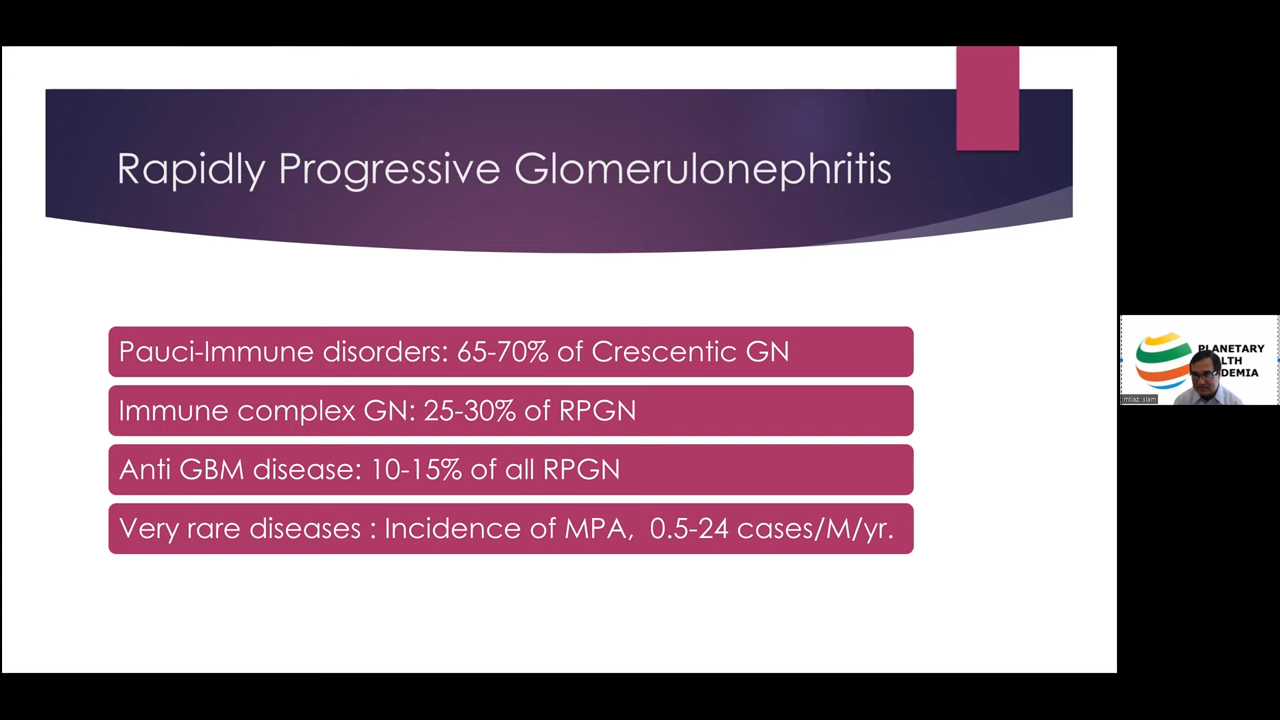 Rapidly Progressive Glomerulonephritis
Pauci-Immune disorders: 65-70% of Crescentic GN
Immune complex GN: 25-30% of RPGN
Anti GBM disease: 10-15% of all RPGN
Very rare diseases : Incidence of MPA,  0.5-24 cases/M/yr.
PLANETARY
LTH
DEMIA
imtiaz islam